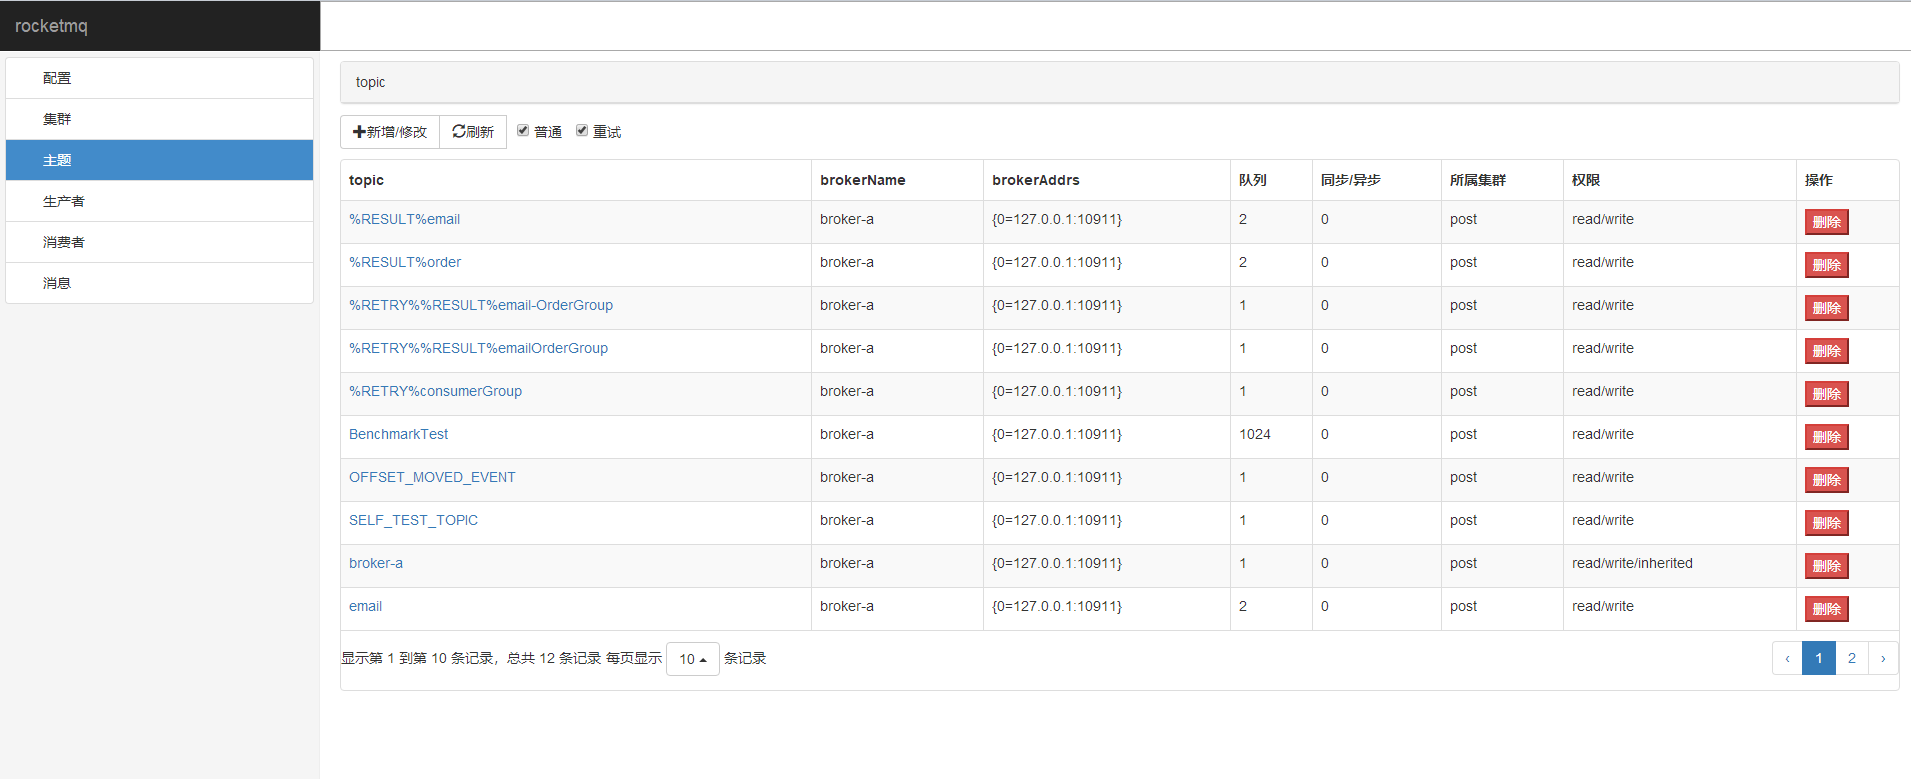 rocketmq
配置
集群
主题
生产者
消费者
消息
topic
新增/修改 刷新 普通 重试
topic brokerName brokerAddrs 队列 同步/异步 所属集群 权限 操作
%RESULT%email broker-a {0=127.0.0.1:10911} 2 0 post read/write 删除
%RESULT%order broker-a {0=127.0.0.1:10911} 2 0 post read/write 删除
%RETRY%%RESULT%email-OrderGroup broker-a {0=127.0.0.1:10911} 1 0 post read/write 删除
%RETRY%%RESULT%emailOrderGroup broker-a {0=127.0.0.1:10911} 1 0 post read/write 删除
%RETRY%consumerGroup broker-a {0=127.0.0.1:10911} 1 0 post read/write 删除
BenchmarkTest broker-a {0=127.0.0.1:10911} 1024 0 post read/write 删除
OFFSET_MOVED_EVENT broker-a {0=127.0.0.1:10911} 1 0 post read/write 删除
SELF_TEST_TOPIC broker-a {0=127.0.0.1:10911} 1 0 post read/write 删除
broker-a broker-a {0=127.0.0.1:10911} 1 0 post read/write/inherited 删除
email broker-a {0=127.0.0.1:10911} 2 0 post read/write 删除
显示第 1 到第 10 条记录，总共 12 条记录 每页显示 10 条记录 ‹ 1 2 ›